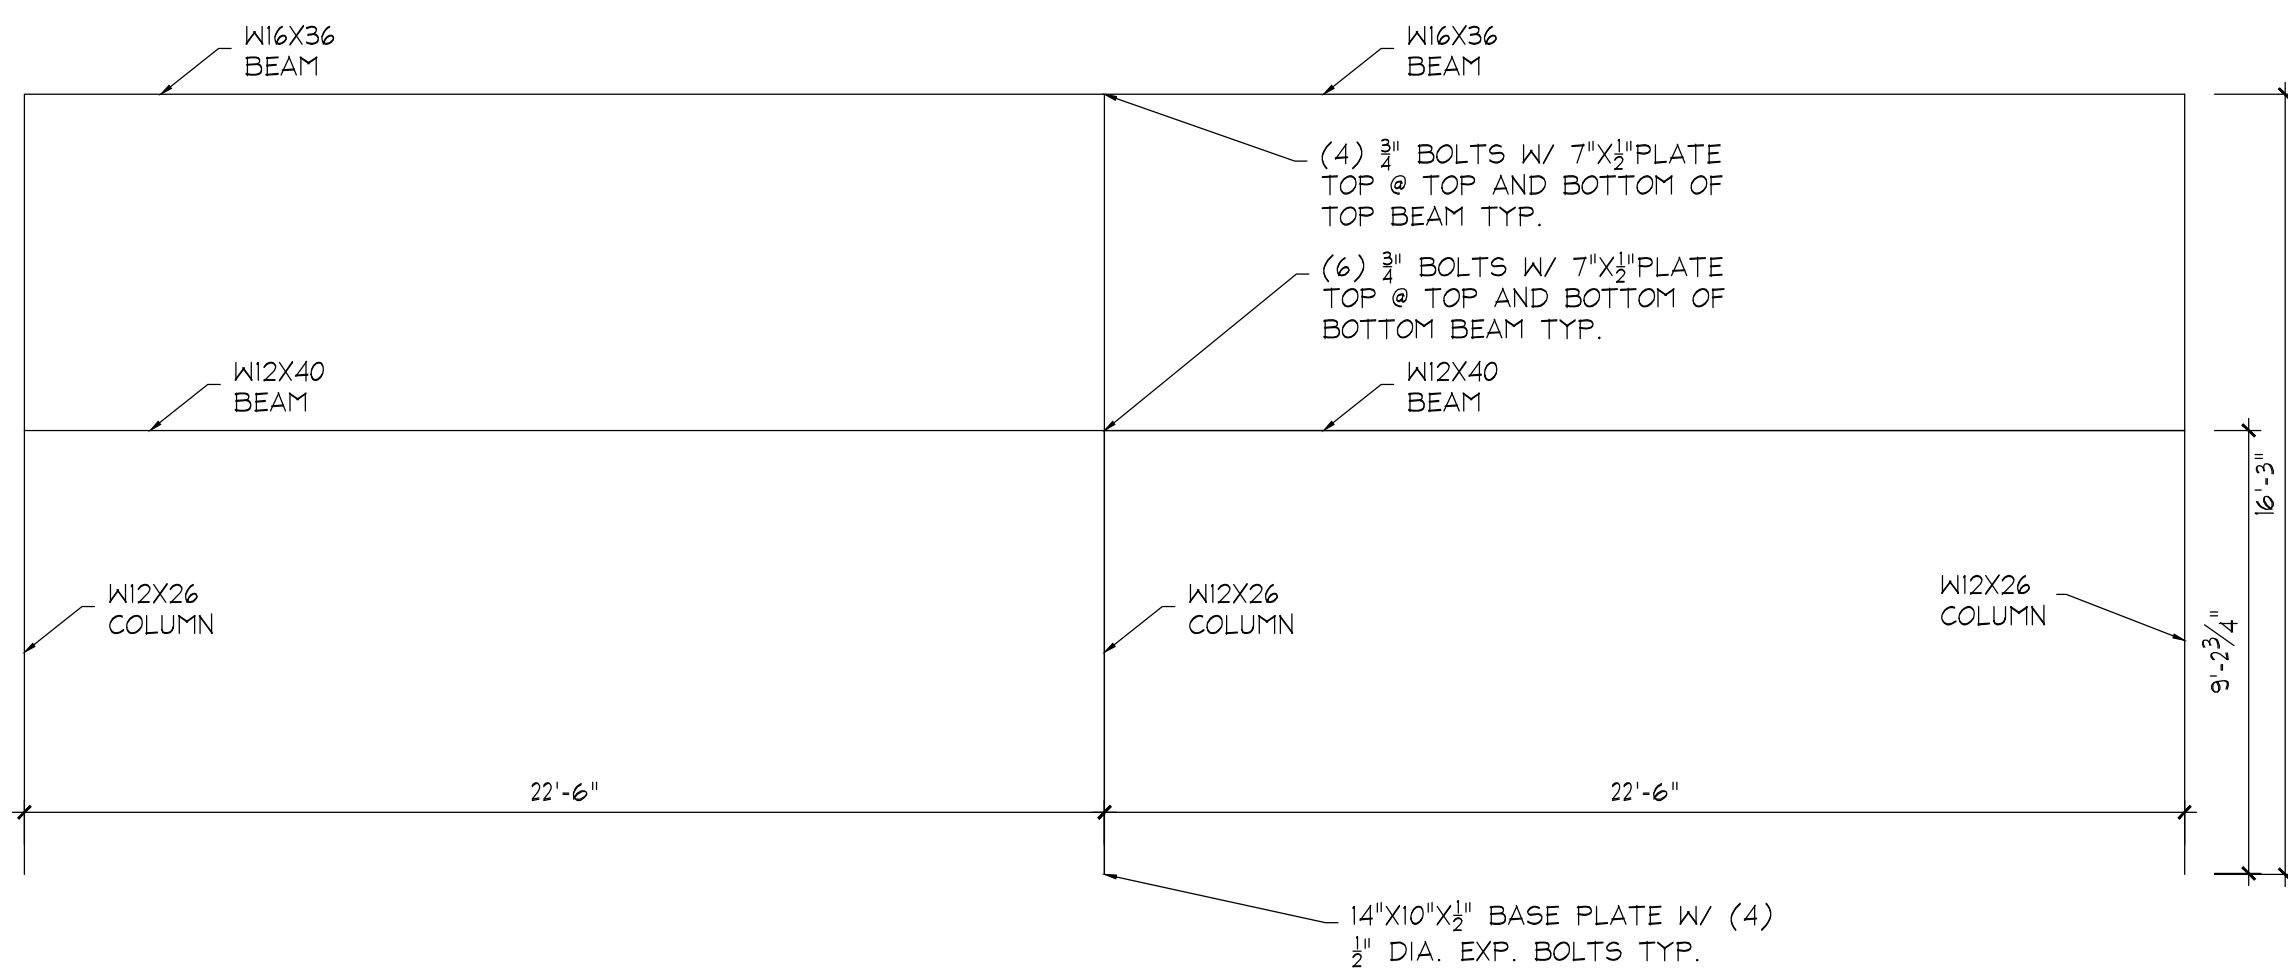 W16X36
BEAM
W16X36
BEAM
(4) 3/4" BOLTS W/ 7"X1/2"PLATE
TOP @ TOP AND BOTTOM OF
TOP BEAM TYP.
(6) 3/4" BOLTS W/ 7"X1/2"PLATE
TOP @ TOP AND BOTTOM OF
BOTTOM BEAM TYP.
W12X40
BEAM
W12X40
BEAM
16'-3"
W12X26
COLUMN
W12X26
COLUMN
W12X26
COLUMN
9'-2 3/4"
22'-6"
22'-6"
14"X10"X1/2" BASE PLATE W/ (4)
1/2" DIA. EXP. BOLTS TYP.